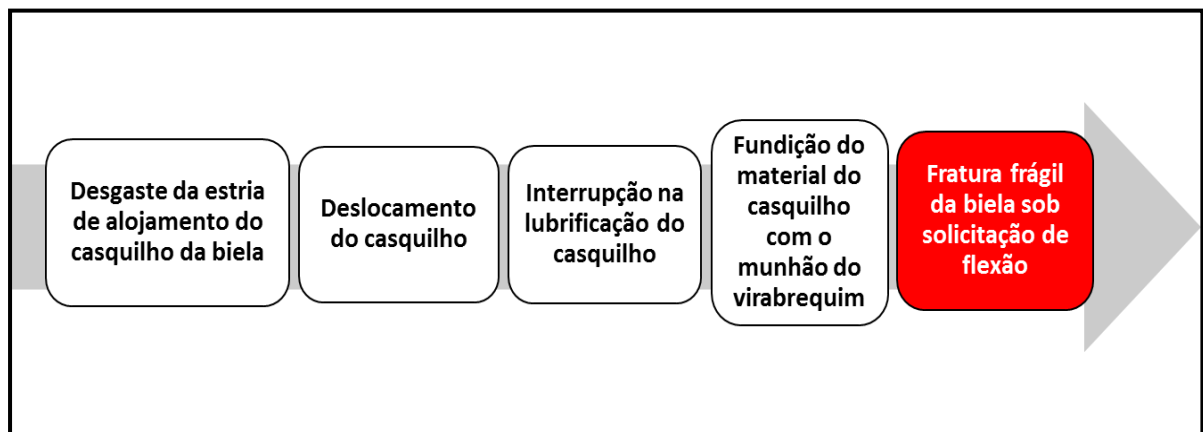 Desgaste da estria
de alojamento do
casquilho da biela
Deslocamento
do casquilho
Interrupção na
lubrificação do
casquilho
Fundição do
material do
casquilho
com o
munhão do
virabrequim
Fratura frágil
da biela sob
solicitação de
flexão